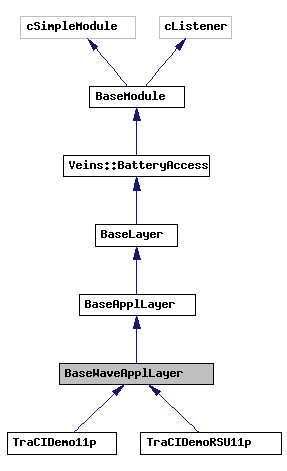 cSimpleModule
cListener
BaseModule
Veins::BatteryAccess
BaseLayer
BaseApplLayer
BaseWaveApplLayer
TraCIDemo11p
TraCIDemoRSU11p